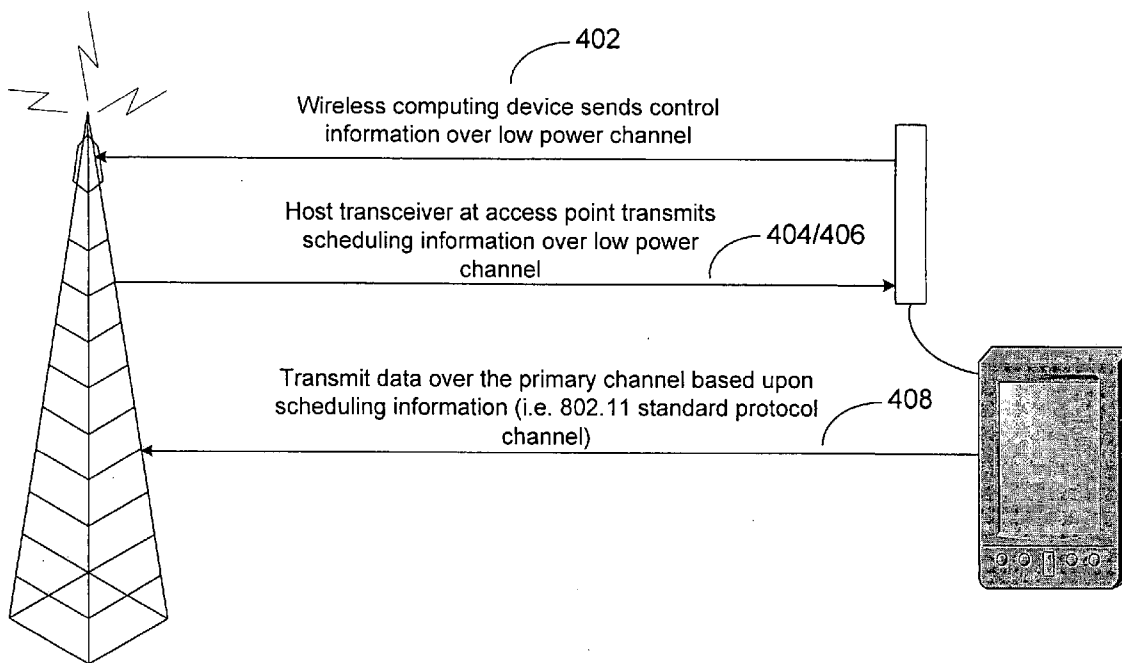 402
Wireless computing device sends control
information over low power channel
Host transceiver at access point transmits
scheduling information over low power
channel
404/406
Transmit data over the primary channel based upon
scheduling information (i.e. 802.11 standard protocol
channel)
408